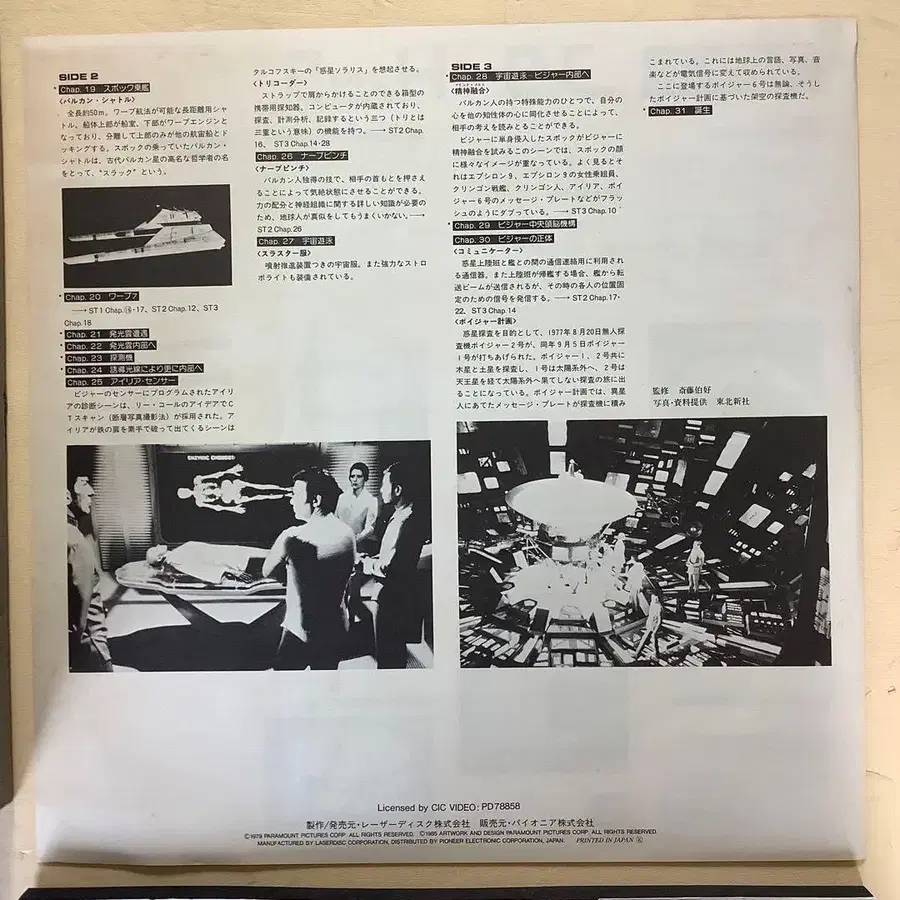 SIDE 2
Chap. 19 スポック乗艦
〈バルカン・シャトル〉
全長約50m。ワープ航法が可能な長距離用シャ
トル。船体上部が船室、下部がワープエンジンと
なっており、分離して上部のみが他の航宙船とド
ッキングする。スポックの乗っていたバルカン・
シャトルは、古代バルカン星の高名な哲学者の名
をとって、“スラック”という。
Chap. 20 ワープ7
→ST1 Chap.⑯・17、ST2 Chap.12、ST3
Chap.18
Chap. 21 発光雲遭遇
Chap. 22 発光雲内部へ
Chap. 23 探測機
Chap. 24 誘導光線により更に内部へ
Chap. 25 アイリア・センサー
ビジャーのセンサーにプログラムされたアイリ
アの診断シーンは、リー・コールのアイデアでC
Tスキャン（断層写真撮影法）が採用された。ア
イリアが鉄の扉を素手で破って出てくるシーンは
タルコフスキーの「惑星ソラリス」を想起させる。
〈トリコーダー〉
ストラップで肩からかけることのできる箱型の
携帯用探知器。コンピュータが内蔵されており、
探査、計測分析、記録するという三つ（トリとは
三重という意味）の機能を持つ。→ST2 Chap.
16、ST3 Chap.14・28
Chap. 26 ナーブピンチ
〈ナーブピンチ〉
バルカン人独得の技で、相手の首もとを押さえ
ることによって気絶状態にさせることができる。
力の配分と神経組織に関する詳しい知識が必要の
ため、地球人が真似をしてもうまくいかない。→
ST2 Chap.26
Chap. 27 宇宙遊泳
〈スラスター服〉
噴射推進装置つきの宇宙服。また強力なストロ
ボライトも装備されている。
ENZYMIC CHANGES
SIDE 3
Chap. 28 宇宙遊泳―ビジャー内部へ
〈精神融合〉
バルカン人の持つ特殊能力のひとつで、自分の
心を他の知性体の心に同化させることによって、
相手の考えを読みとることができる。
ビジャーに単身侵入したスポックがビジャーに
精神融合を試みるこのシーンでは、スポックの顔
に様々なイメージが重なっている。よく見るとそ
れはエプシロン9、エプシロン9の女性乗組員、
クリンゴン戦艦、クリンゴン人、アイリア、ボイ
ジャー6号のメッセージ・プレートなどがフラッ
シュのようにダブっている。→ST3 Chap.10
Chap. 29 ビジャー中央頭脳機構
Chap. 30 ビジャーの正体
〈コミュニケーター〉
惑星上陸班と艦との間の通信連絡用に利用され
る通信器。また上陸班が帰艦する場合、艦から転
送ビームが送信されるが、その時の各人の位置固
定のための信号を発信する。→ST2 Chap.17・
22、ST3 Chap.14
〈ボイジャー計画〉
惑星探査を目的として、1977年8月20日無人探
査機ボイジャー2号が、同年9月5日ボイジャー
1号が打ちあげられた。ボイジャー1、2号共に
木星と土星を探査し、1号は太陽系外へ、2号は
天王星を経て太陽系外へ果てしない探査の旅に出
ることになっている。ボイジャー計画では、異星
人にあてたメッセージ・プレートが探査機に積み
こまれている。これには地球上の言語、写真、音
楽などが電気信号に変えて収められている。
ここに登場するボイジャー6号は無論、そうし
たボイジャー計画に基づいた架空の探査機だ。
Chap. 31 誕生
監修 斎藤伯好
写真・資料提供 東北新社
Licensed by CIC VIDEO: PD78858
製作/発売元・レーザーディスク株式会社 販売元・パイオニア株式会社
©1979 PARAMOUNT PICTURES CORP. ALL RIGHTS RESERVED. ©1985 ARTWORK AND DESIGN PARAMOUNT PICTURES CORP. ALL RIGHTS RESERVED.
MANUFACTURED BY LASERDISC CORPORATION, DISTRIBUTED BY PIONEER ELECTRONIC CORPORATION, JAPAN. PRINTED IN JAPAN